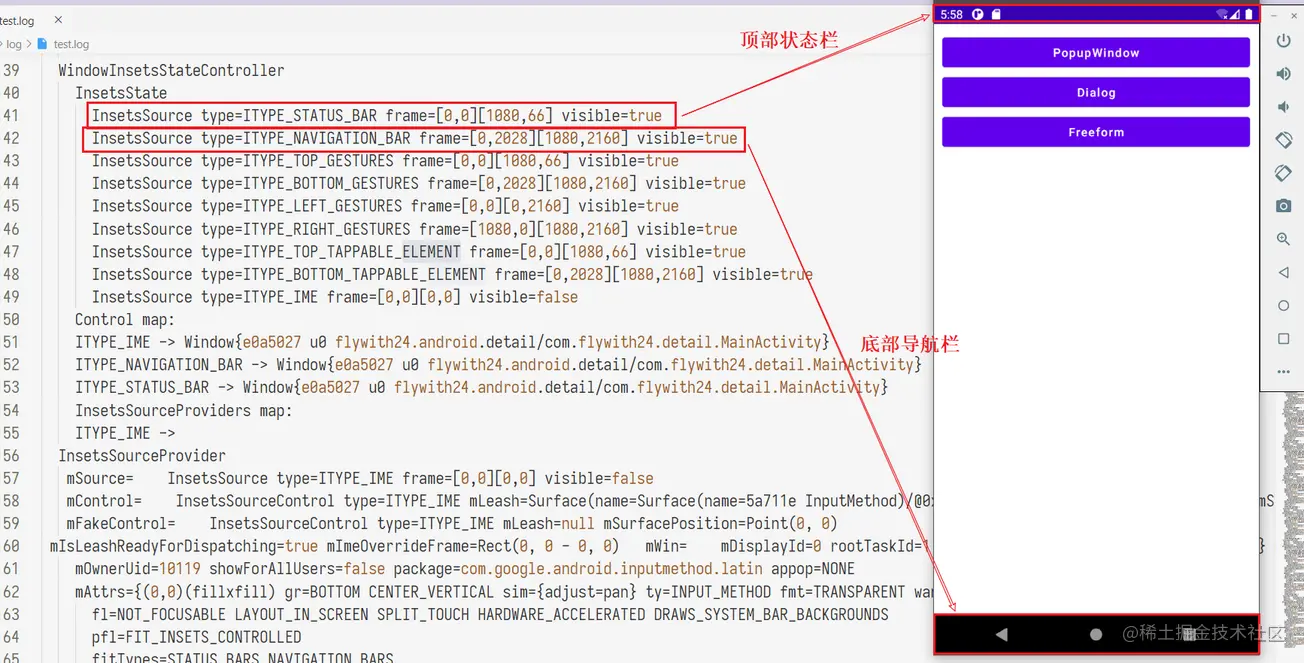 test.log ×
log > test.log
39 WindowInsetsStateController
40 InsetsState
41 InsetsSource type=ITYPE_STATUS_BAR frame=[0,0][1080,66] visible=true
42 InsetsSource type=ITYPE_NAVIGATION_BAR frame=[0,2028][1080,2160] visible=true
43 InsetsSource type=ITYPE_TOP_GESTURES frame=[0,0][1080,66] visible=true
44 InsetsSource type=ITYPE_BOTTOM_GESTURES frame=[0,2028][1080,2160] visible=true
45 InsetsSource type=ITYPE_LEFT_GESTURES frame=[0,0][0,2160] visible=true
46 InsetsSource type=ITYPE_RIGHT_GESTURES frame=[1080,0][1080,2160] visible=true
47 InsetsSource type=ITYPE_TOP_TAPPABLE_ELEMENT frame=[0,0][1080,66] visible=true
48 InsetsSource type=ITYPE_BOTTOM_TAPPABLE_ELEMENT frame=[0,2028][1080,2160] visible=true
49 InsetsSource type=ITYPE_IME frame=[0,0][0,0] visible=false
50 Control map:
51 ITYPE_IME -> Window{e0a5027 u0 flywith24.android.detail/com.flywith24.detail.MainActivity}
52 ITYPE_NAVIGATION_BAR -> Window{e0a5027 u0 flywith24.android.detail/com.flywith24.detail.MainActivity}
53 ITYPE_STATUS_BAR -> Window{e0a5027 u0 flywith24.android.detail/com.flywith24.detail.MainActivity}
54 InsetsSourceProviders map:
55 ITYPE_IME ->
56 InsetsSourceProvider
57 mSource= InsetsSource type=ITYPE_IME frame=[0,0][0,0] visible=false
58 mControl= InsetsSourceControl type=ITYPE_IME mLeash=Surface(name=Surface(name=5a711e InputMethod)/@0x mS
59 mFakeControl= InsetsSourceControl type=ITYPE_IME mLeash=null mSurfacePosition=Point(0, 0)
60 mIsLeashReadyForDispatching=true mImeOverrideFrame=Rect(0, 0 - 0, 0) mWin= mDisplayId=0 rootTaskId=1 }
61 mOwnerUid=10119 showForAllUsers=false package=com.google.android.inputmethod.latin appop=NONE
62 mAttrs={(0,0)(fillxfill) gr=BOTTOM CENTER_VERTICAL sim={adjust=pan} ty=INPUT_METHOD fmt=TRANSPARENT wan
63 fl=NOT_FOCUSABLE LAYOUT_IN_SCREEN SPLIT_TOUCH HARDWARE_ACCELERATED DRAWS_SYSTEM_BAR_BACKGROUNDS
64 pfl=FIT_INSETS_CONTROLLED
65 fitTypes=STATUS_BARS NAVIGATION_BARS
顶部状态栏
底部导航栏
5:58
PopupWindow
Dialog
Freeform
@稀土掘金技术社区